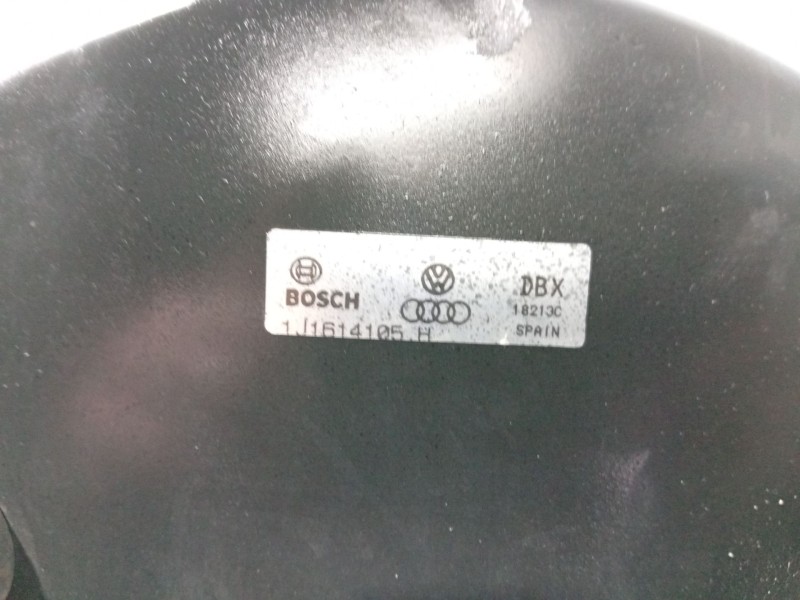 BOSCH
1J1614105 H
DBX
18213C
SPAIN